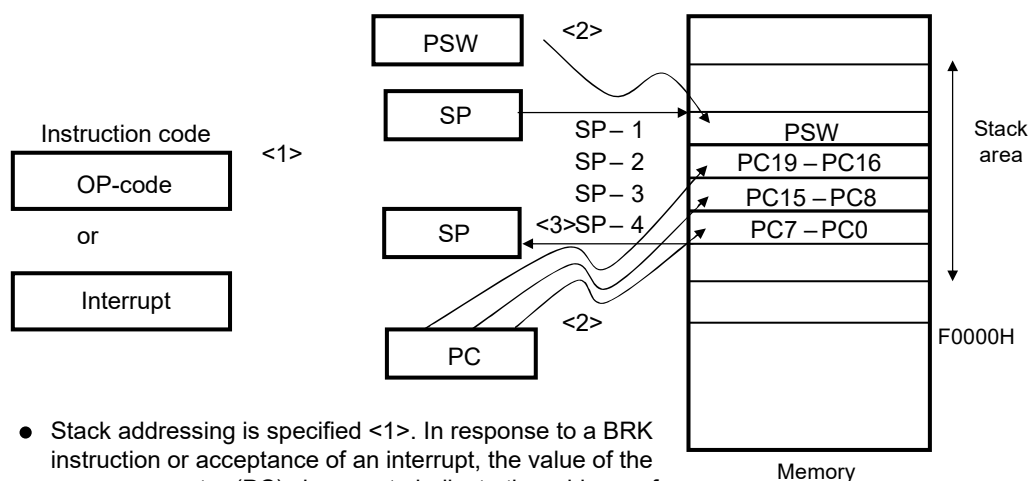 PSW
<2>
SP
SP – 1
PSW
Stack
area
Instruction code
<1>
SP – 2
PC19 – PC16
OP-code
SP – 3
PC15 – PC8
or
SP
<3>SP – 4
PC7 – PC0
Interrupt
<2>
PC
F0000H
● Stack addressing is specified <1>. In response to a BRK
instruction or acceptance of an interrupt, the value of the
Memory